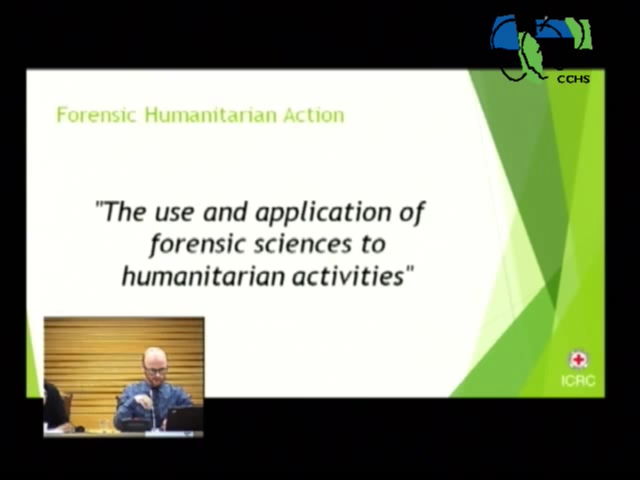 CCHS
Forensic Humanitarian Action
"The use and application of
forensic sciences to
humanitarian activities"
ICRC